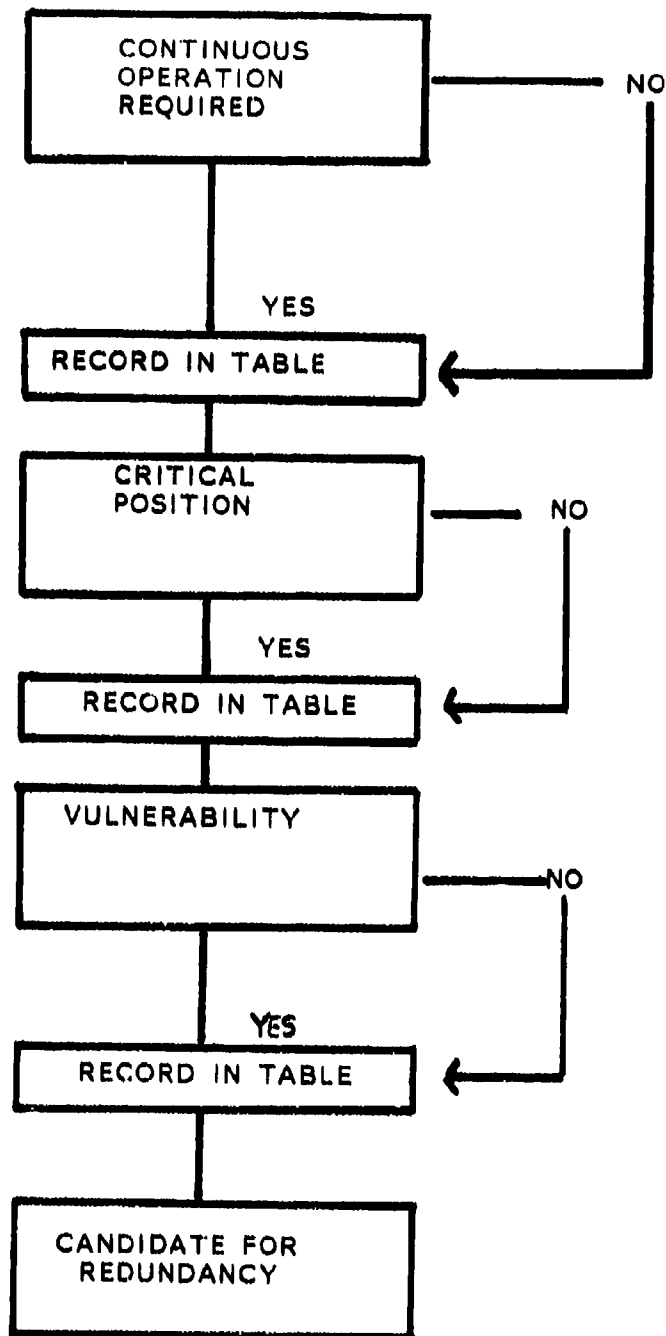 CONTINUOUS
OPERATION
REQUIRED
NO
YES
RECORD IN TABLE
CRITICAL
POSITION
NO
YES
RECORD IN TABLE
VULNERABILITY
NO
YES
RECORD IN TABLE
CANDIDATE FOR
REDUNDANCY